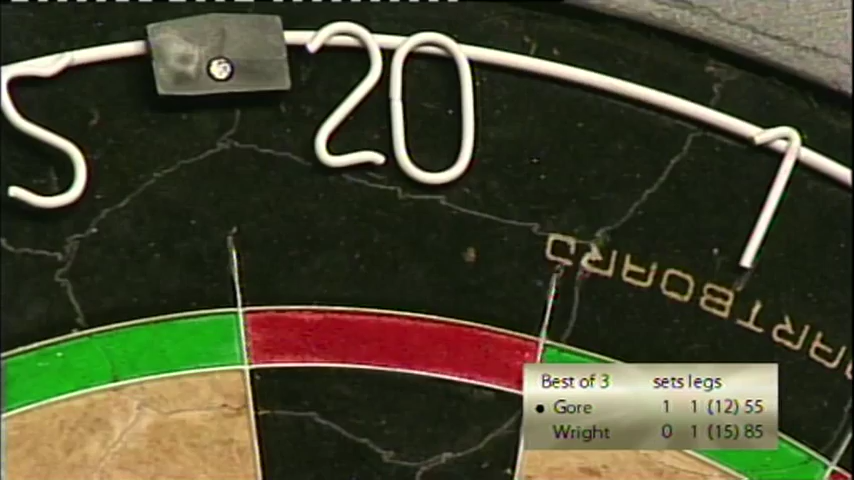 5 20 1
DARTBOARD
Best of 3 sets legs
Gore 1 1 (12) 55
Wright 0 1 (15) 85